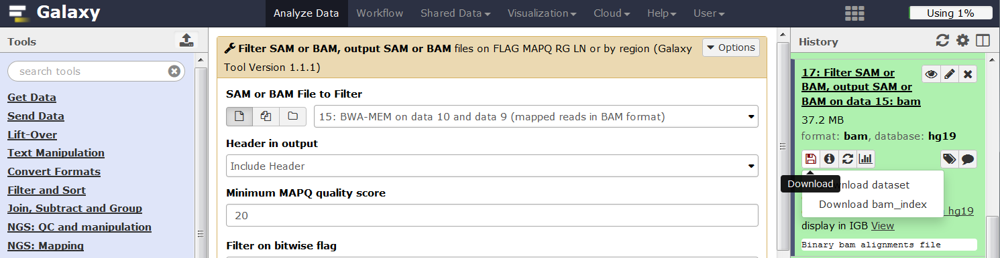 Galaxy
Analyze Data
Workflow
Shared Data
Visualization
Cloud
Help
User
Using 1%
Tools
search tools
Get Data
Send Data
Lift-Over
Text Manipulation
Convert Formats
Filter and Sort
Join, Subtract and Group
NGS: QC and manipulation
NGS: Mapping
Filter SAM or BAM, output SAM or BAM files on FLAG MAPQ RG LN or by region (Galaxy
Tool Version 1.1.1)
Options
SAM or BAM File to Filter
15: BWA-MEM on data 10 and data 9 (mapped reads in BAM format)
Header in output
Include Header
Minimum MAPQ quality score
20
Filter on bitwise flag
History
17: Filter SAM or
BAM, output SAM or
BAM on data 15: bam
37.2 MB
format: bam, database: hg19
Download
wnload dataset
Download bam_index
hg19
display in IGB View
Binary bam alignments file